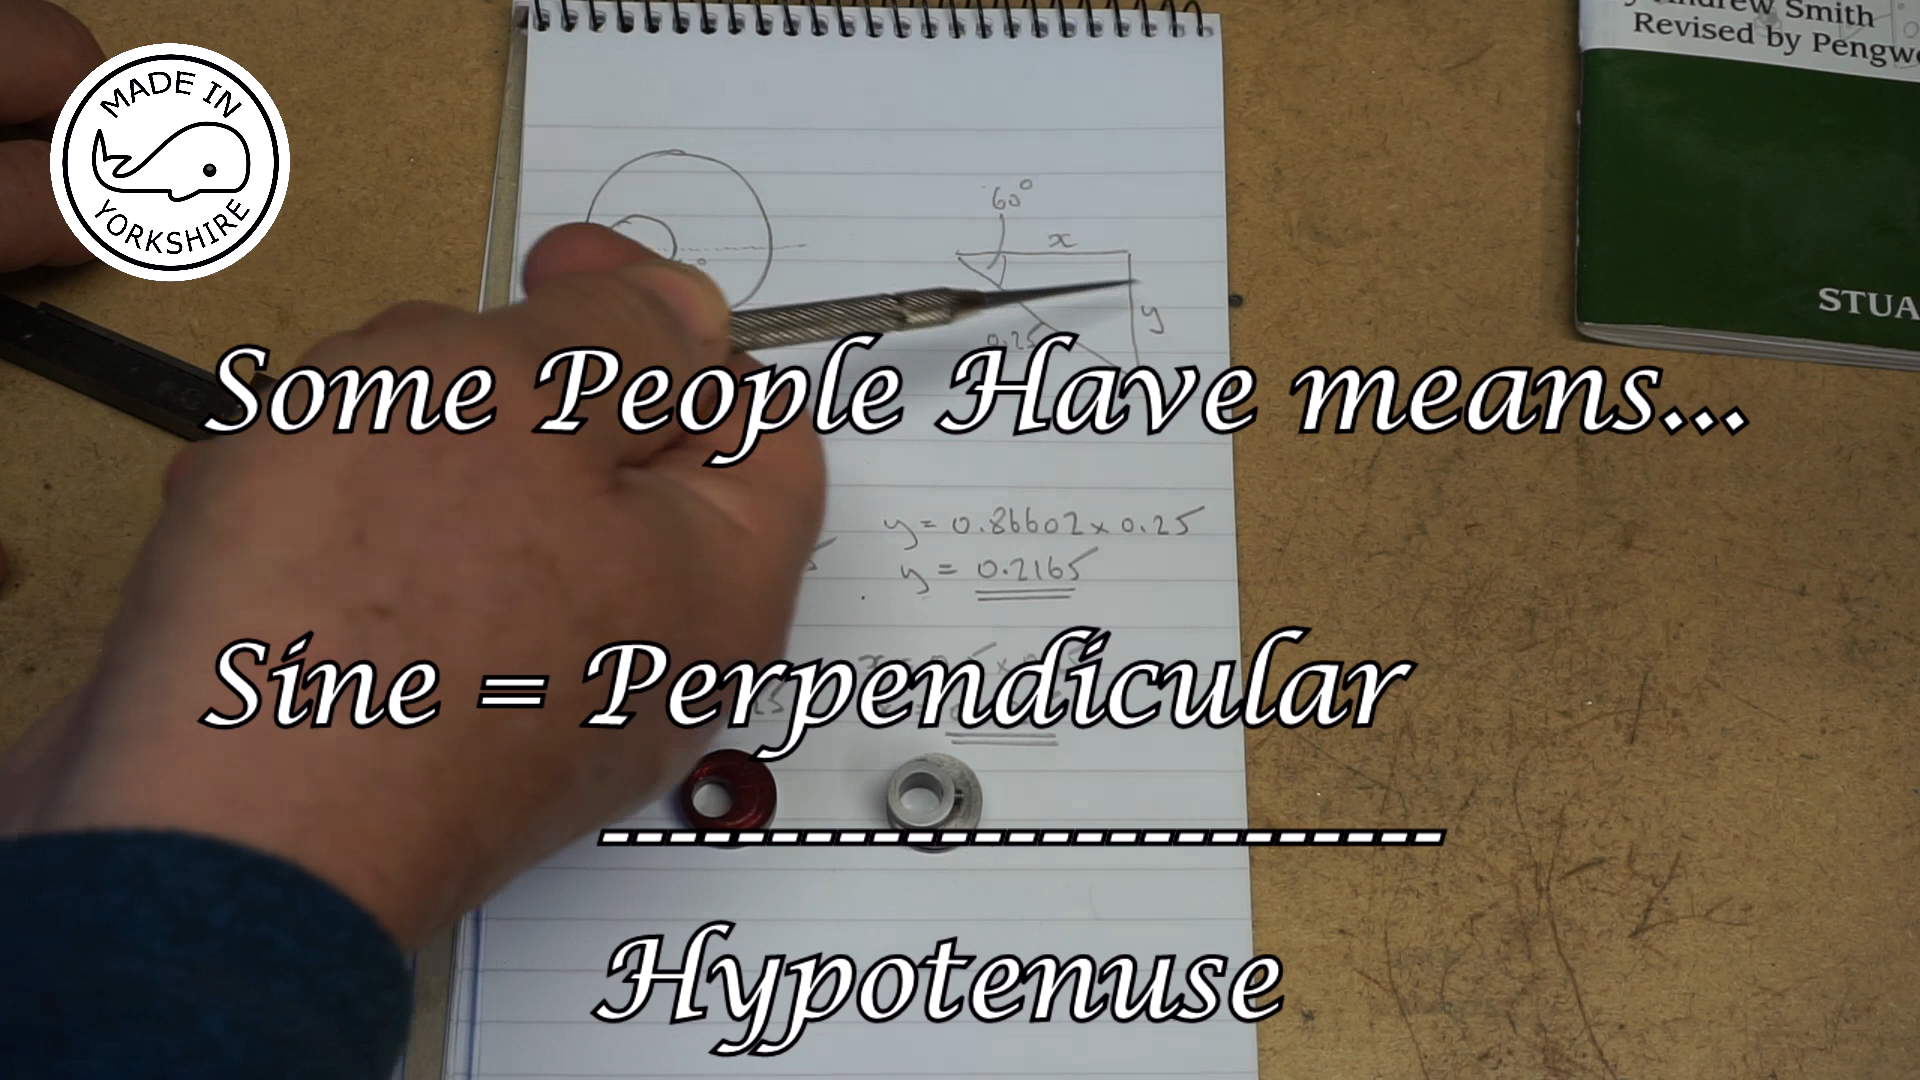 MADE IN
YORKSHIRE
Andrew Smith
Revised by
STUA
60°
x
y
0.25
Some People Have means...
y = 0.86602 x 0.25
y = 0.2165
Sine = Perpendicular
--------------------------
Hypotenuse